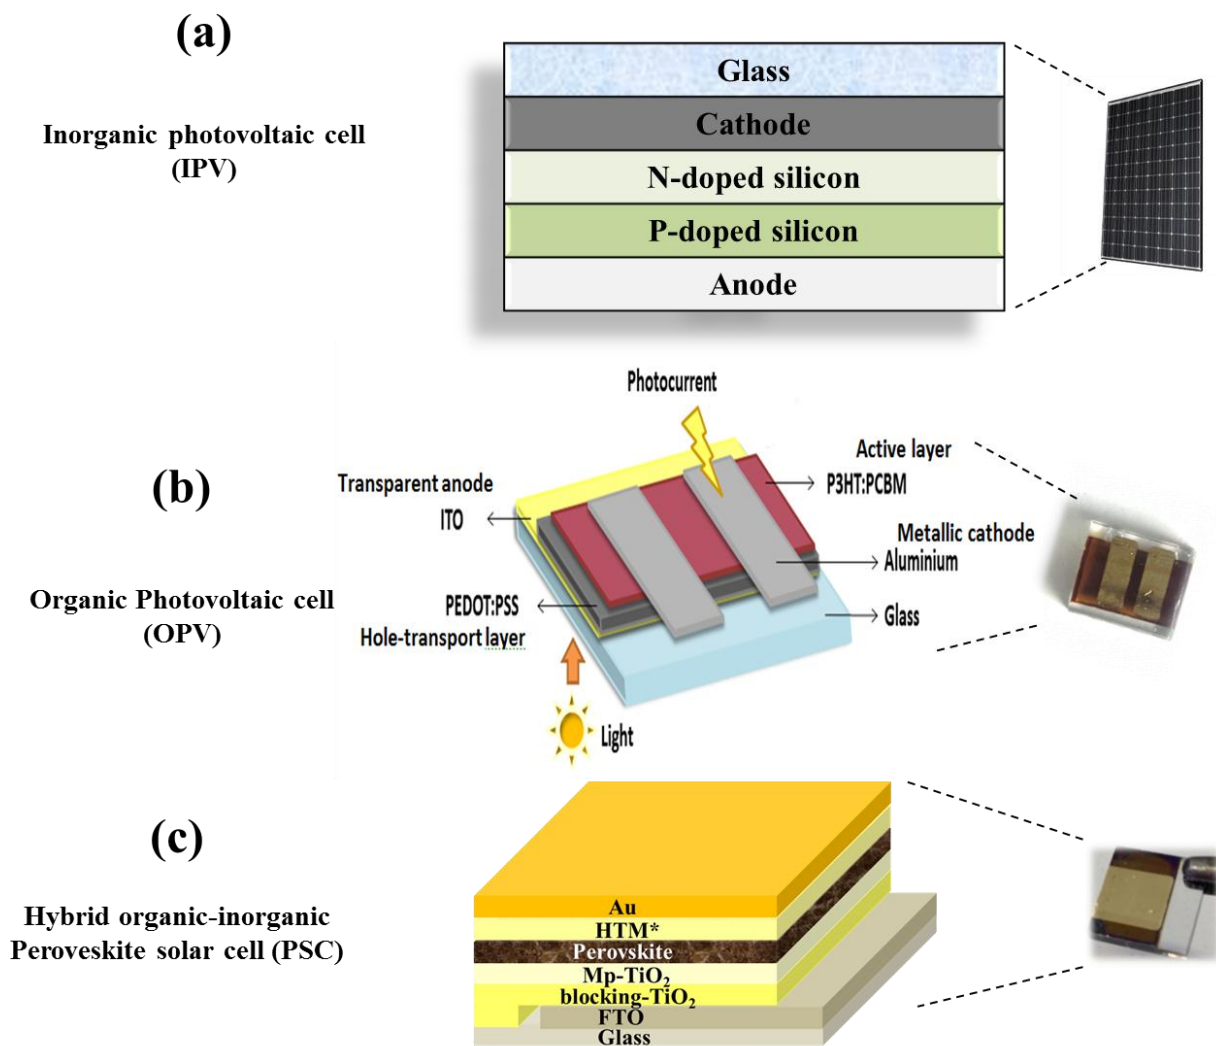 (a)
Inorganic photovoltaic cell
(IPV)
Glass
Cathode
N-doped silicon
P-doped silicon
Anode
(b)
Organic Photovoltaic cell
(OPV)
Photocurrent
Transparent anode
ITO
Active layer
P3HT:PCBM
Metallic cathode
Aluminium
PEDOT:PSS
Hole-transport layer
Glass
Light
(c)
Hybrid organic-inorganic
Peroveskite solar cell (PSC)
Au
HTM*
Perovskite
Mp-TiO₂
blocking-TiO₂
FTO
Glass